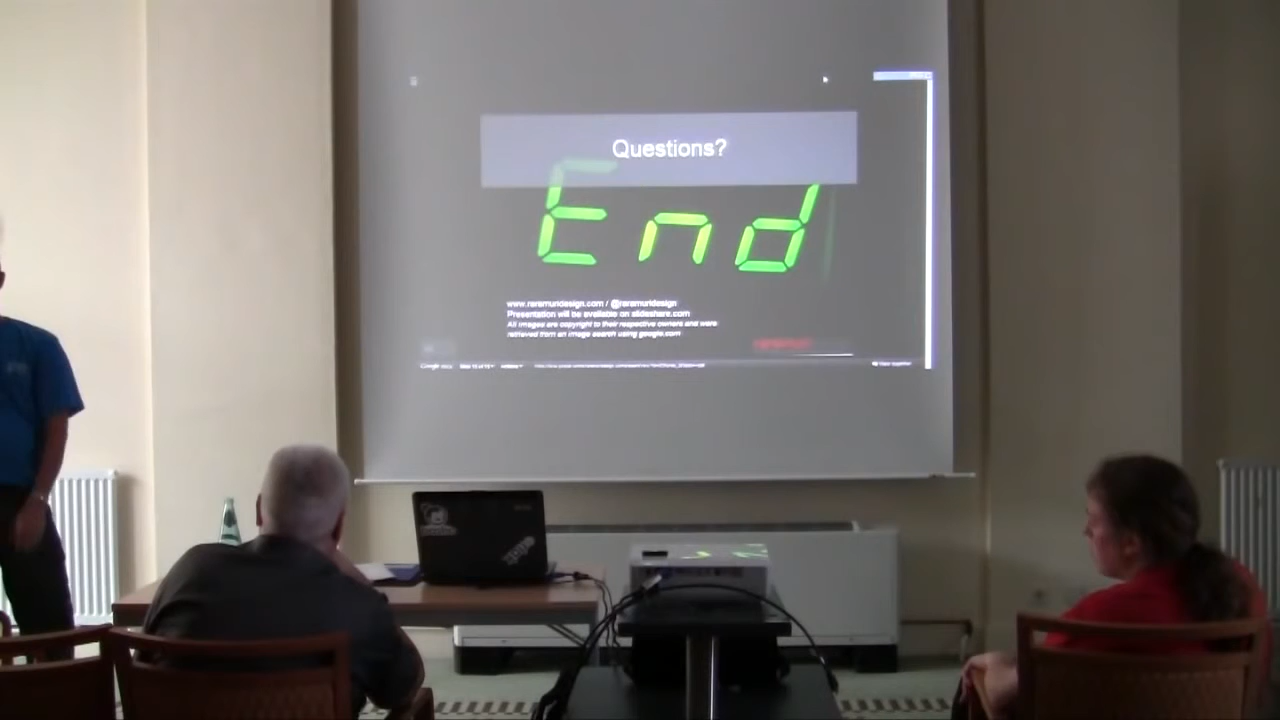 Questions?
End
www.raramuridesign.com / @raramuridesign
Presentation will be available on slideshare.com
All images are copyright to their respective owners and were
retrieved from an image search using google.com